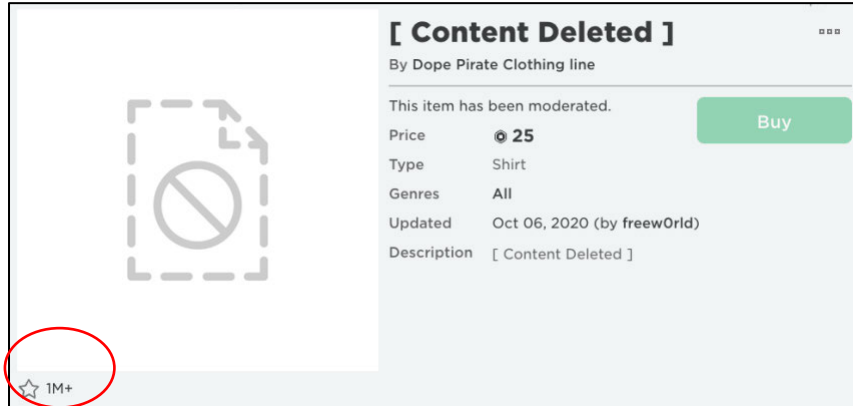 [ Content Deleted ]
By Dope Pirate Clothing line
This item has been moderated.
Buy
Price 25
Type Shirt
Genres All
Updated Oct 06, 2020 (by freew0rld)
Description [ Content Deleted ]
1M+